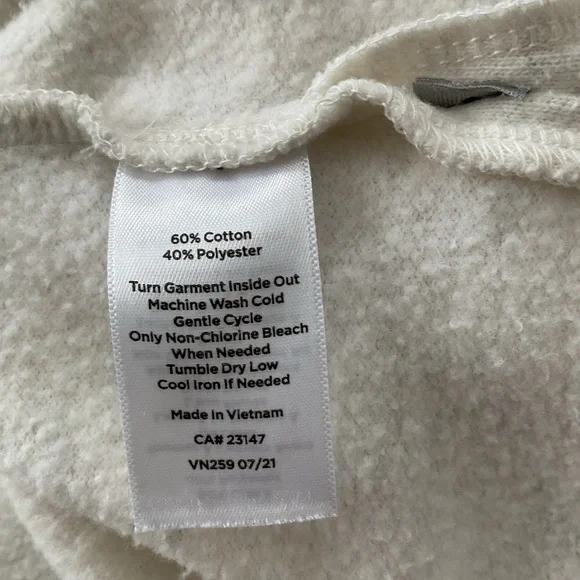 60% Cotton
40% Polyester
Turn Garment Inside Out
Machine Wash Cold
Gentle Cycle
Only Non-Chlorine Bleach
When Needed
Tumble Dry Low
Cool Iron If Needed
Made In Vietnam
CA# 23147
VN259 07/21